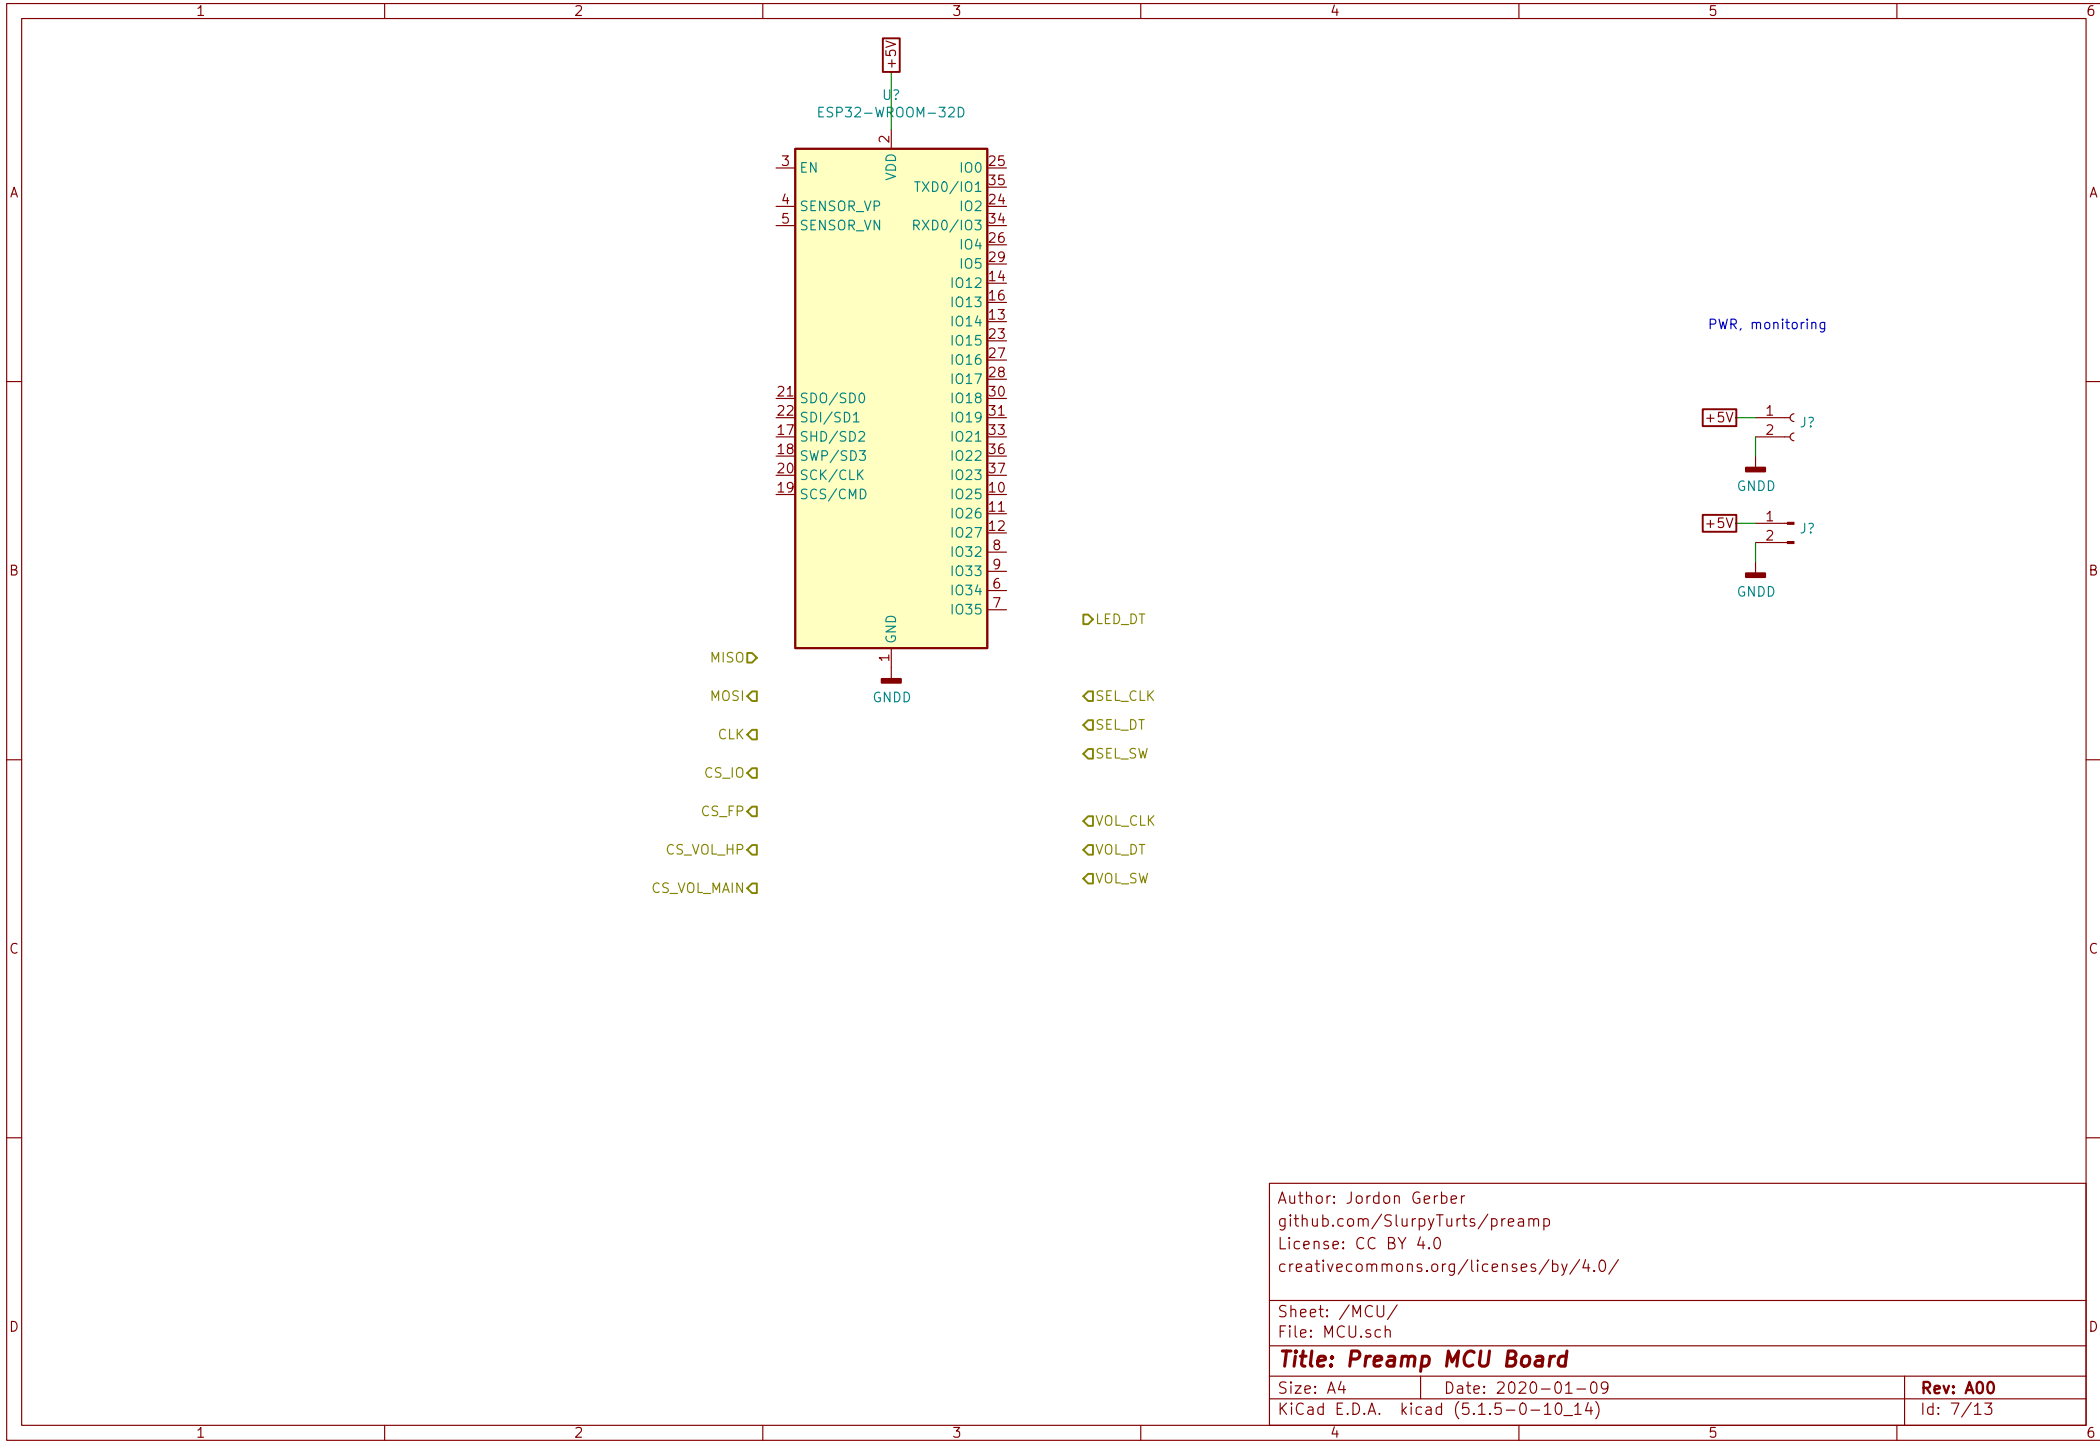 1 2 3 4 5 6
+5V
U?
ESP32-WROOM-32D
2
VDD
3 EN
4 SENSOR_VP
5 SENSOR_VN
21 SDO/SD0
22 SDI/SD1
17 SHD/SD2
18 SWP/SD3
20 SCK/CLK
19 SCS/CMD
IO0 25
TXD0/IO1 35
IO2 24
RXD0/IO3 34
IO4 26
IO5 29
IO12 14
IO13 16
IO14 13
IO15 23
IO16 27
IO17 28
IO18 30
IO19 31
IO21 33
IO22 36
IO23 37
IO25 10
IO26 11
IO27 12
IO32 8
IO33 9
IO34 6
IO35 7
GND
1
GNDD
MISO
MOSI
CLK
CS_IO
CS_FP
CS_VOL_HP
CS_VOL_MAIN
LED_DT
SEL_CLK
SEL_DT
SEL_SW
VOL_CLK
VOL_DT
VOL_SW
PWR, monitoring
+5V 1 J?
2
GNDD
+5V 1 J?
2
GNDD
A A
B B
C C
D D
Author: Jordon Gerber
github.com/SlurpyTurts/preamp
License: CC BY 4.0
creativecommons.org/licenses/by/4.0/
Sheet: /MCU/
File: MCU.sch
Title: Preamp MCU Board
Size: A4 Date: 2020-01-09 Rev: A00
KiCad E.D.A. kicad (5.1.5-0-10_14) Id: 7/13
1 2 3 4 5 6